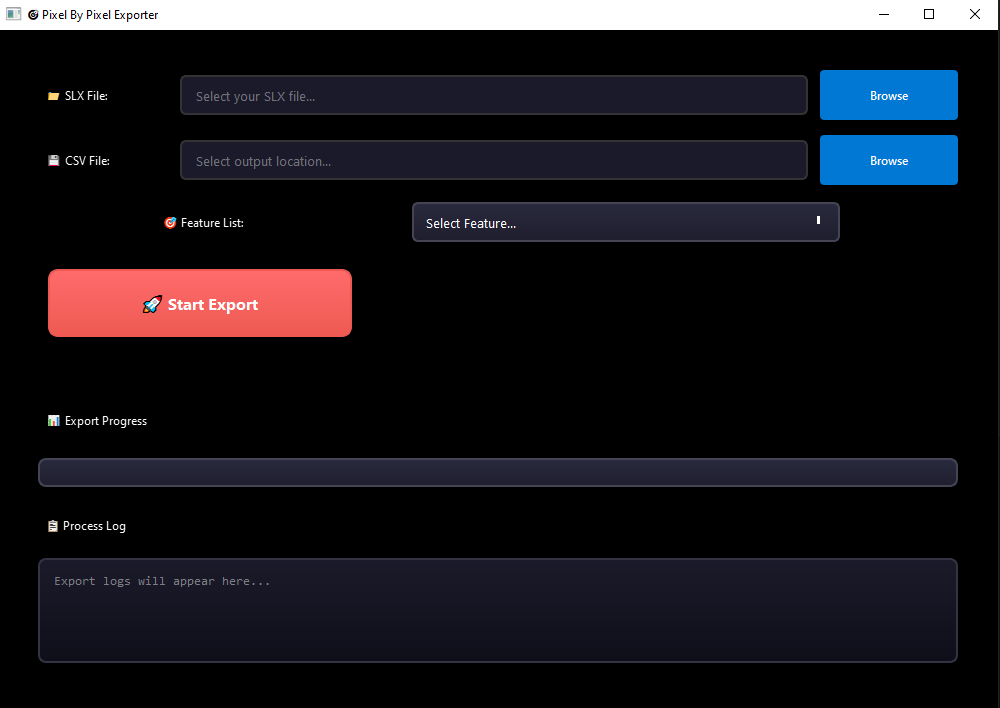 🎯 Pixel By Pixel Exporter
📂 SLX File:
Select your SLX file...
Browse
💾 CSV File:
Select output location...
Browse
🎯 Feature List:
Select Feature...
🚀 Start Export
📊 Export Progress
📋 Process Log
Export logs will appear here...